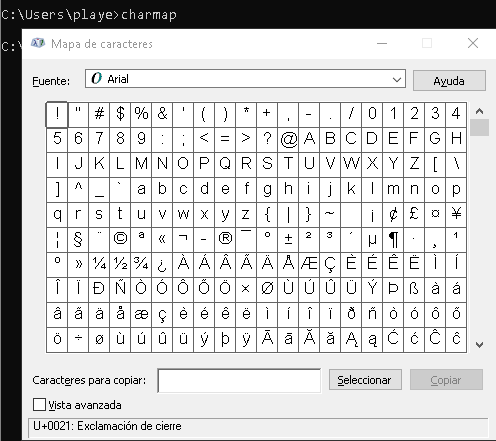 C:\Users\playe>charmap
C:\
Mapa de caracteres
Fuente: O Arial Ayuda
! " # $ % & ' ( ) * + , - . / 0 1 2 3 4
5 6 7 8 9 : ; < = > ? @ A B C D E F G H
I J K L M N O P Q R S T U V W X Y Z [ \
] ^ _ ` a b c d e f g h i j k l m n o p
q r s t u v w x y z { | } ~ ¡ ¢ £ ¤ ¥
¦ § ¨ © ª « ¬ - ® ¯ ° ± ² ³ ´ µ ¶ · ¸ ¹
º » ¼ ½ ¾ ¿ À Á Â Ã Ä Å Æ Ç È É Ê Ë Ì Í
Î Ï Ð Ñ Ò Ó Ô Õ Ö × Ø Ù Ú Û Ü Ý Þ ß à á
â ã ä å æ ç è é ê ë ì í î ï ð ñ ò ó ô õ
ö ÷ ø ù ú û ü ý þ ÿ Ā ā Ă ă Ą ą Ć ć Ĉ ĉ
Caracteres para copiar: Seleccionar Copiar
Vista avanzada
U+0021: Exclamación de cierre